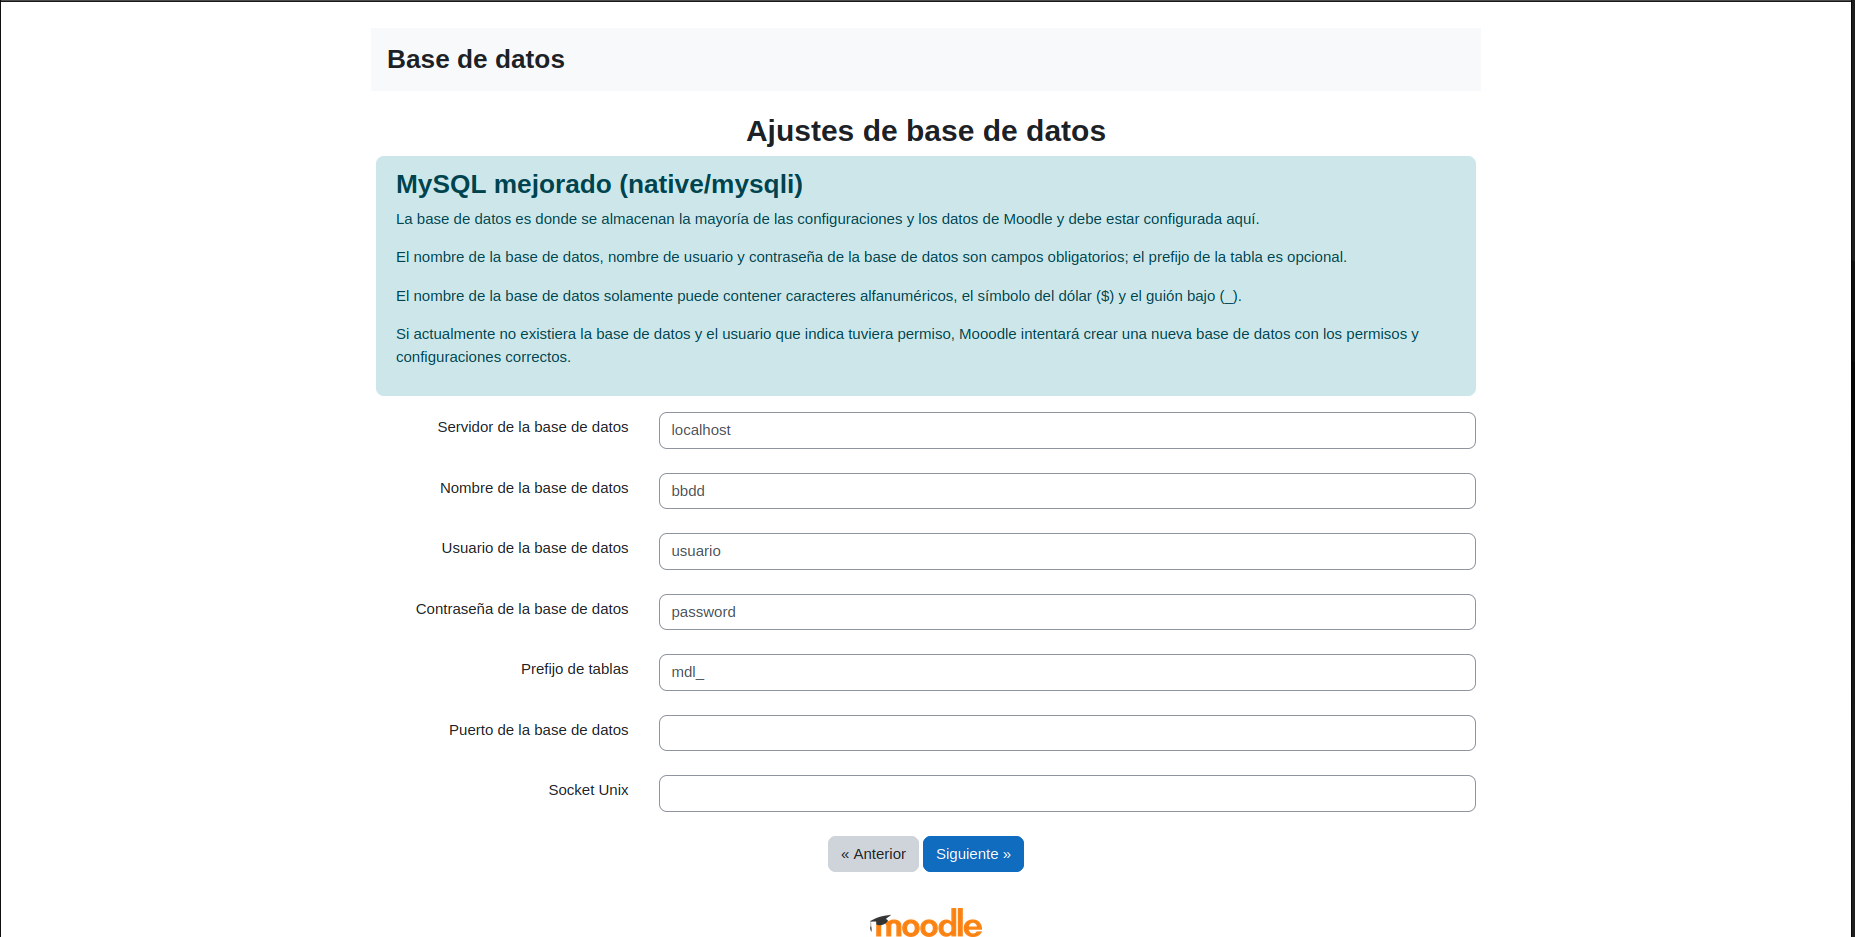 Base de datos
Ajustes de base de datos
MySQL mejorado (native/mysqli)
La base de datos es donde se almacenan la mayoría de las configuraciones y los datos de Moodle y debe estar configurada aquí.
El nombre de la base de datos, nombre de usuario y contraseña de la base de datos son campos obligatorios; el prefijo de la tabla es opcional.
El nombre de la base de datos solamente puede contener caracteres alfanuméricos, el símbolo del dólar ($) y el guión bajo (_).
Si actualmente no existiera la base de datos y el usuario que indica tuviera permiso, Mooodle intentará crear una nueva base de datos con los permisos y
configuraciones correctos.
Servidor de la base de datos localhost
Nombre de la base de datos bbdd
Usuario de la base de datos usuario
Contraseña de la base de datos password
Prefijo de tablas mdl_
Puerto de la base de datos
Socket Unix
« Anterior Siguiente »
moodle